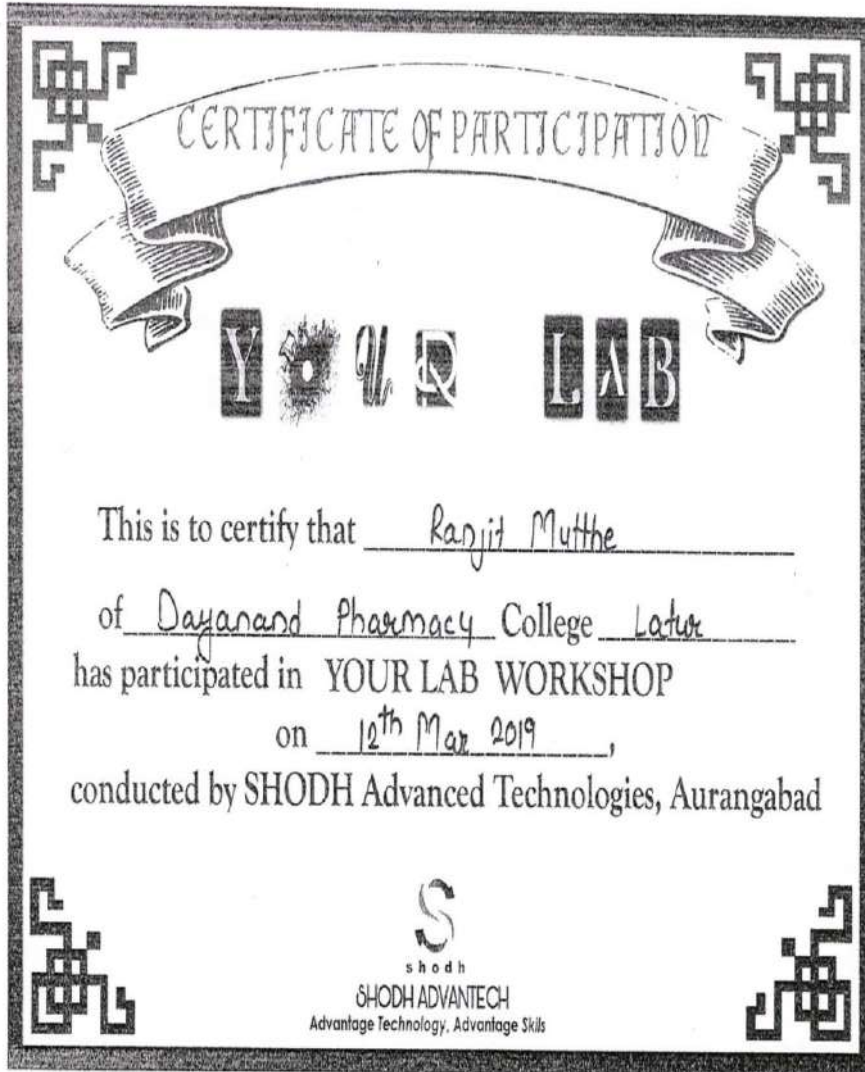 CERTIFICATE OF PARTICIPATION
YOUR LAB
This is to certify that Ranjit Mutthe
of Dayanand Pharmacy College Latur
has participated in YOUR LAB WORKSHOP
on 12th Mar 2019,
conducted by SHODH Advanced Technologies, Aurangabad
shodh
SHODH ADVANTECH
Advantage Technology, Advantage Skils